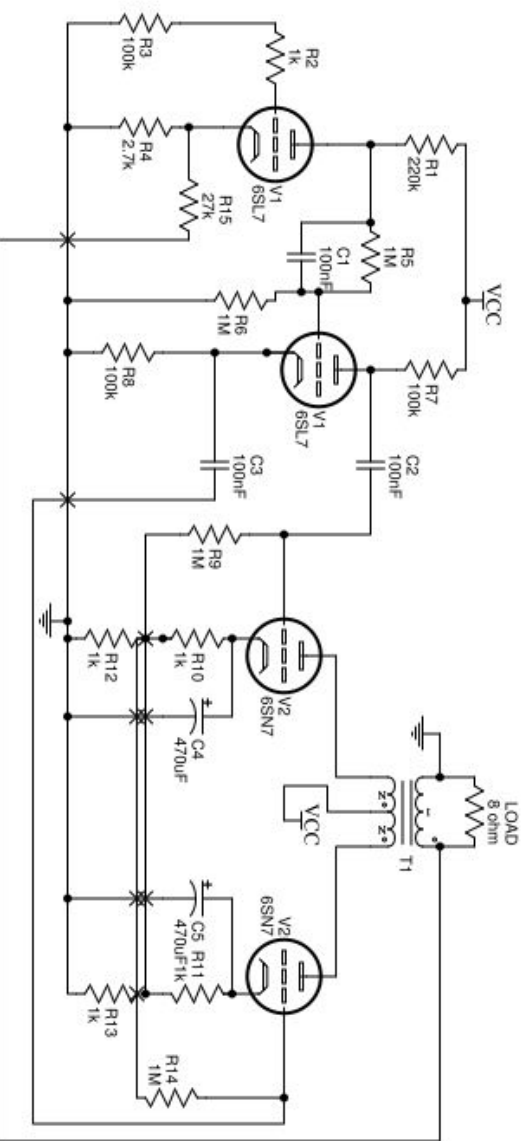 R3
100k
R2
1k
R4
2.7k
R15
27k
V1
6SL7
R1
220k
C1
100nF
R5
1M
VCC
R6
1M
R8
100k
V1
6SL7
R7
100k
C3
100nF
C2
100nF
R9
1M
R12
1k
R10
1k
C4
470uF
V2
6SN7
LOAD
8 ohm
T1
VCC
C5
470uF
R11
1k
V2
6SN7
R13
1k
R14
1M